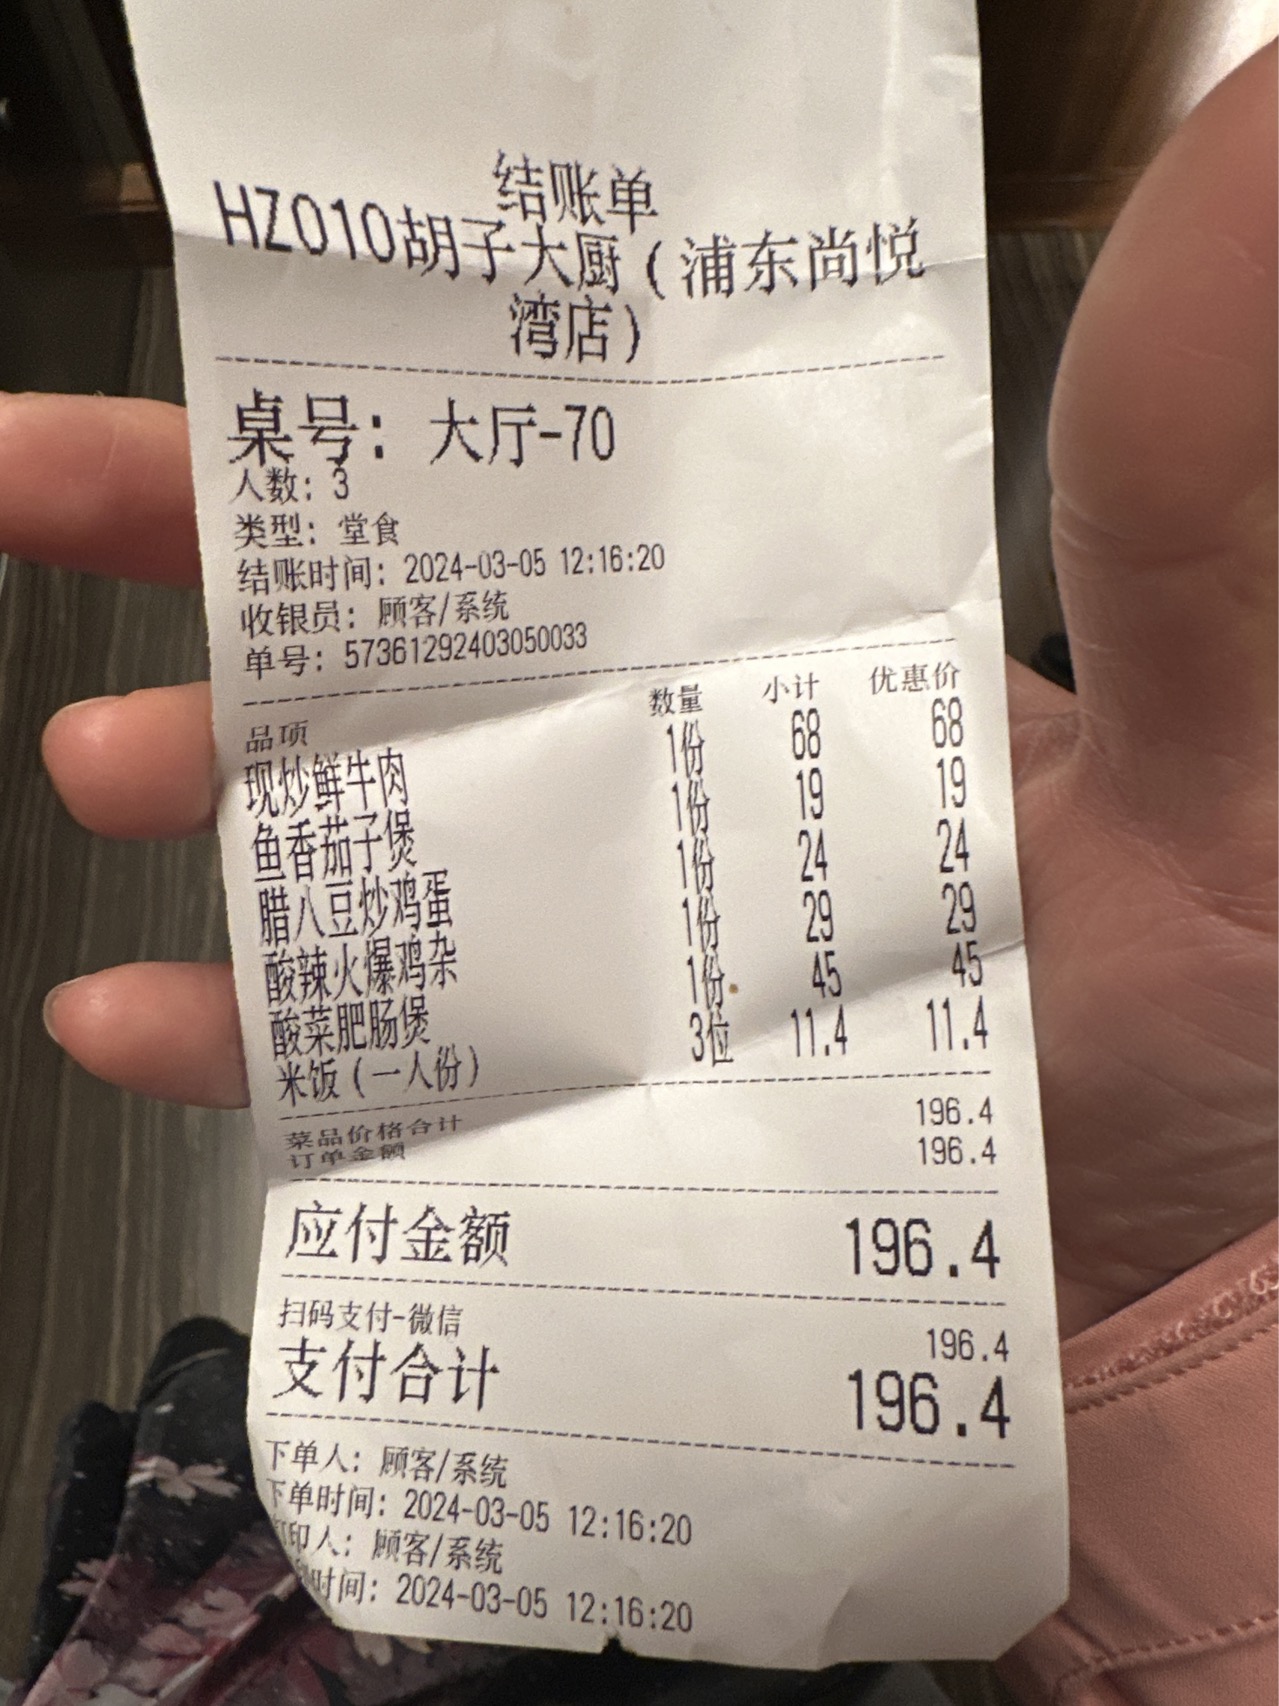 结账单
HZ010胡子大厨(浦东尚悦
湾店)
桌号: 大厅-70
人数: 3
类型: 堂食
结账时间: 2024-03-05 12:16:20
收银员: 顾客/系统
单号: 573612924030500​33
品项 数量 小计 优惠价
现炒鲜牛肉 1份 68 68
鱼香茄子煲 1份 19 19
腊八豆炒鸡蛋 1份 24 24
酸辣火爆鸡杂 1份 29 29
酸菜肥肠煲 1份 45 45
米饭(一人份) 3位 11.4 11.4
菜品价格合计 196.4
订单金额 196.4
应付金额 196.4
扫码支付-微信 196.4
支付合计 196.4
下单人: 顾客/系统
下单时间: 2024-03-05 12:16:20
打印人: 顾客/系统
时间: 2024-03-05 12:16:20